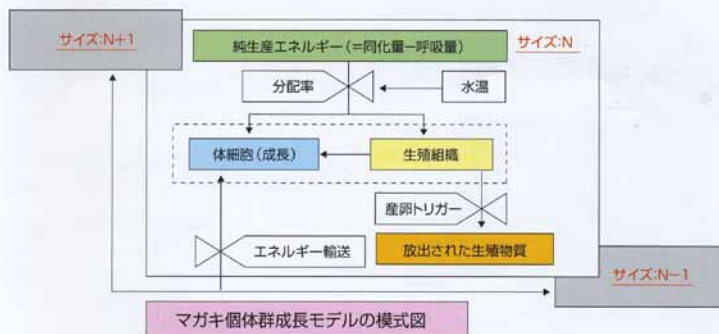 サイズ:N+1
純生産エネルギー(=同化量−呼吸量)
サイズ:N
分配率
水温
体細胞(成長)
生殖組織
産卵トリガー
エネルギー輸送
放出された生殖物質
サイズ:N−1
マガキ個体群成長モデルの模式図